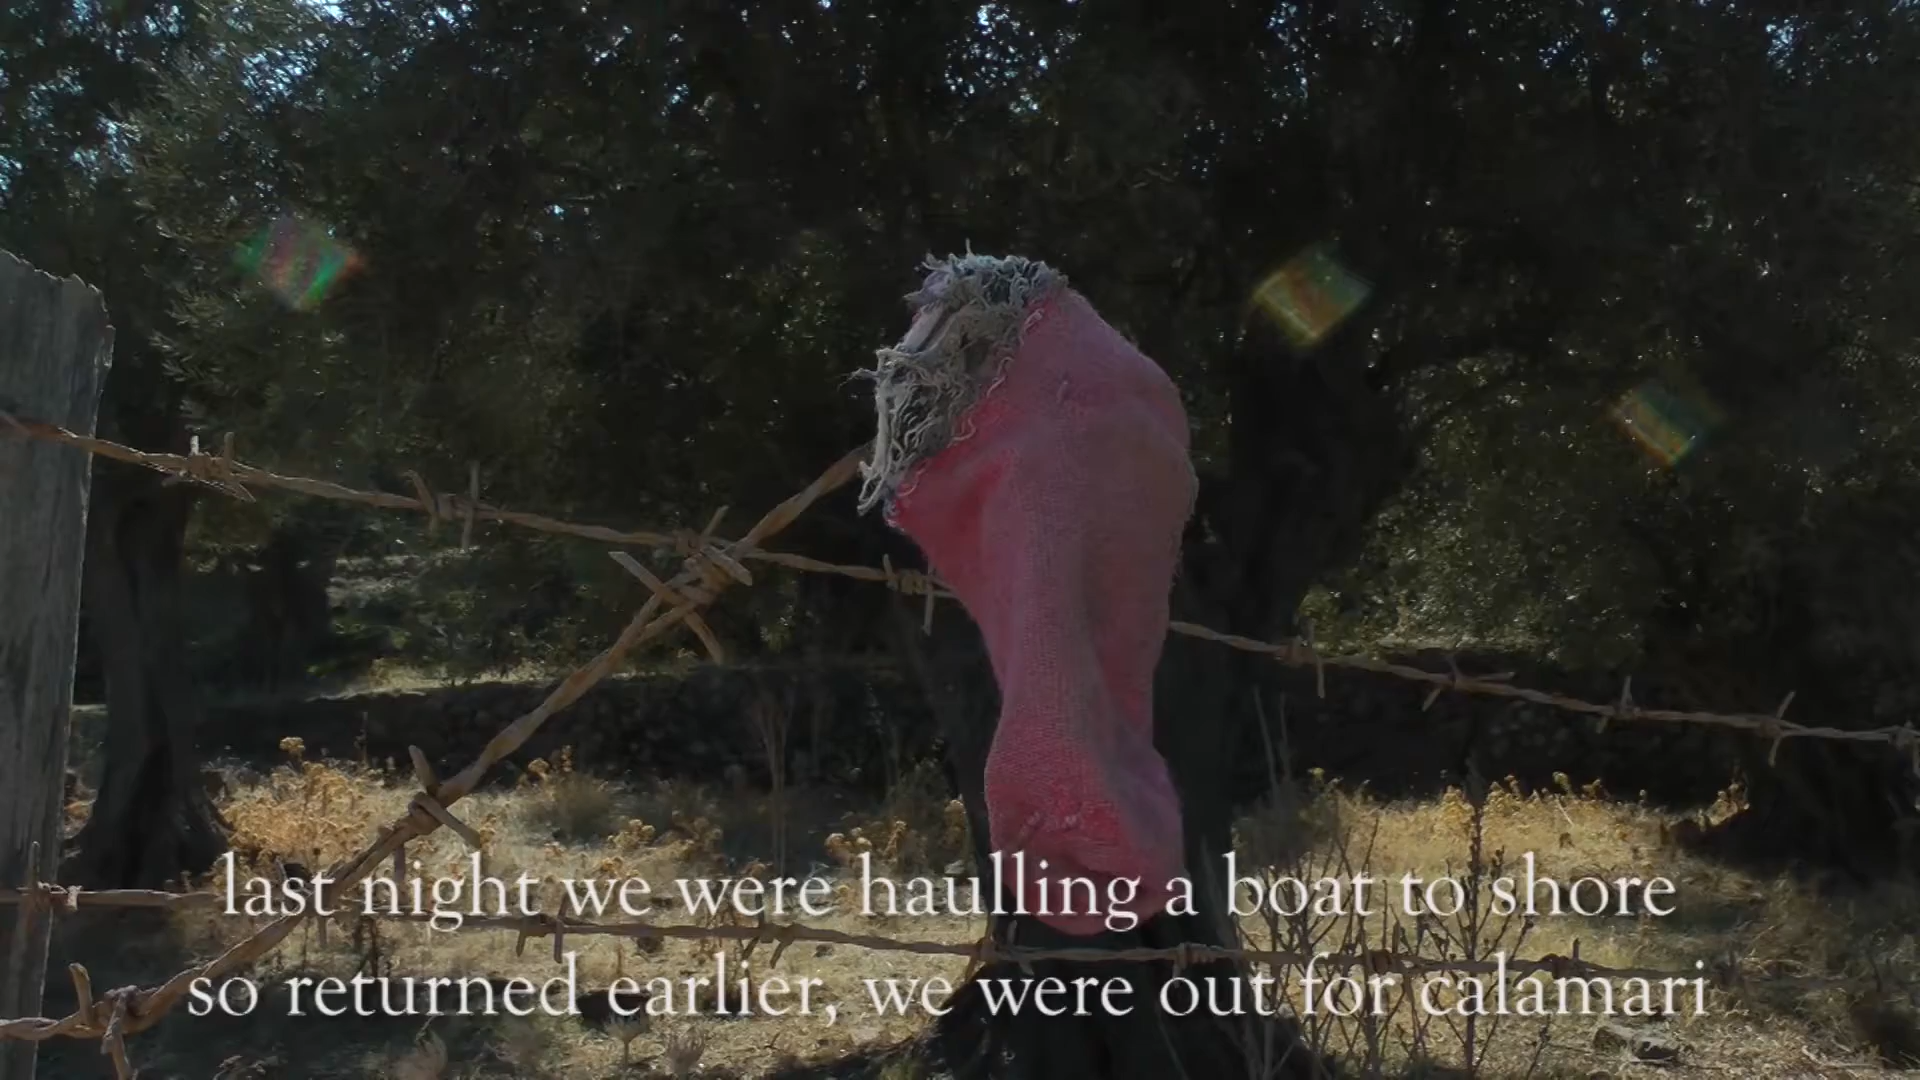 last night we were haulling a boat to shore
so returned earlier, we were out for calamari